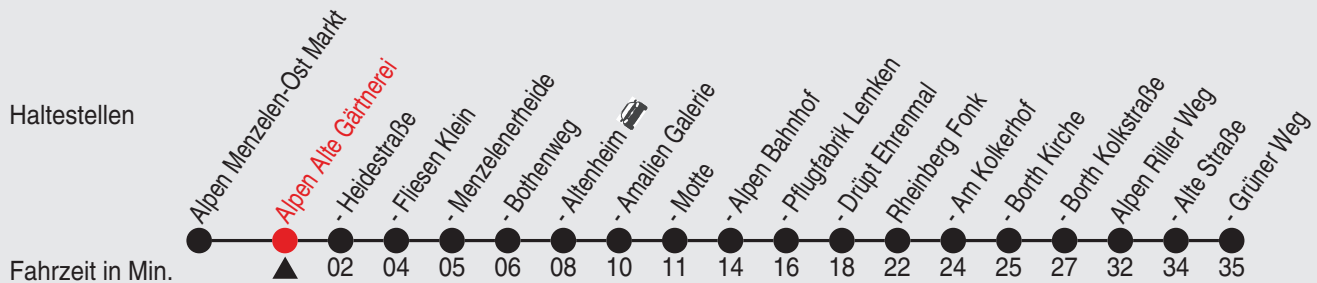 Haltestellen
Alpen Menzelen-Ost Markt
Alpen Alte Gärtnerei
- Heidestraße
- Fliesen Klein
- Menzelenerheide
- Bothenweg
- Altenheim
- Amalien Galerie
- Motte
- Alpen Bahnhof
- Pflugfabrik Lemken
- Drüpt Ehrenmal
Rheinberg Fonk
- Am Kolkerhof
- Borth Kirche
- Borth Kolkstraße
Alpen Riller Weg
- Alte Straße
- Grüner Weg
Fahrzeit in Min. 02 04 05 06 08 10 11 14 16 18 22 24 25 27 32 34 35